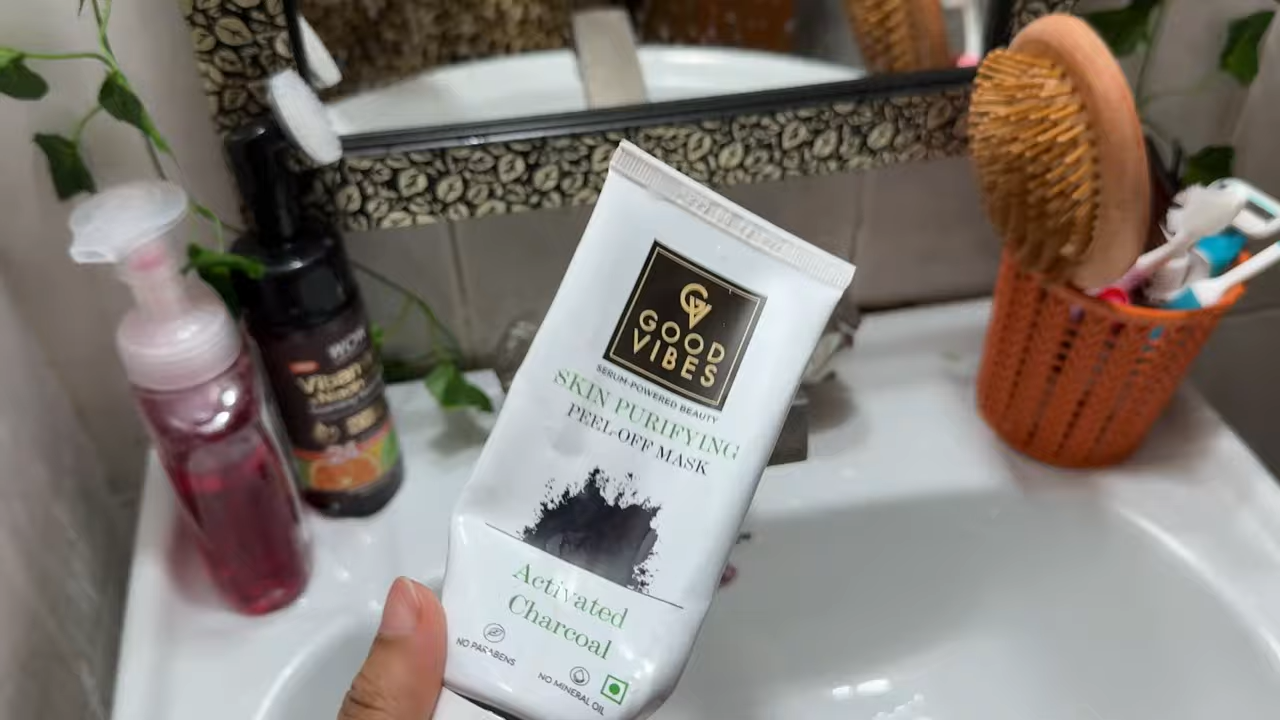 GOOD
VIBES
SERUM-POWERED BEAUTY
SKIN PURIFYING
PEEL-OFF MASK
Activated
Charcoal
NO PARABENS
NO MINERAL OIL
WOW